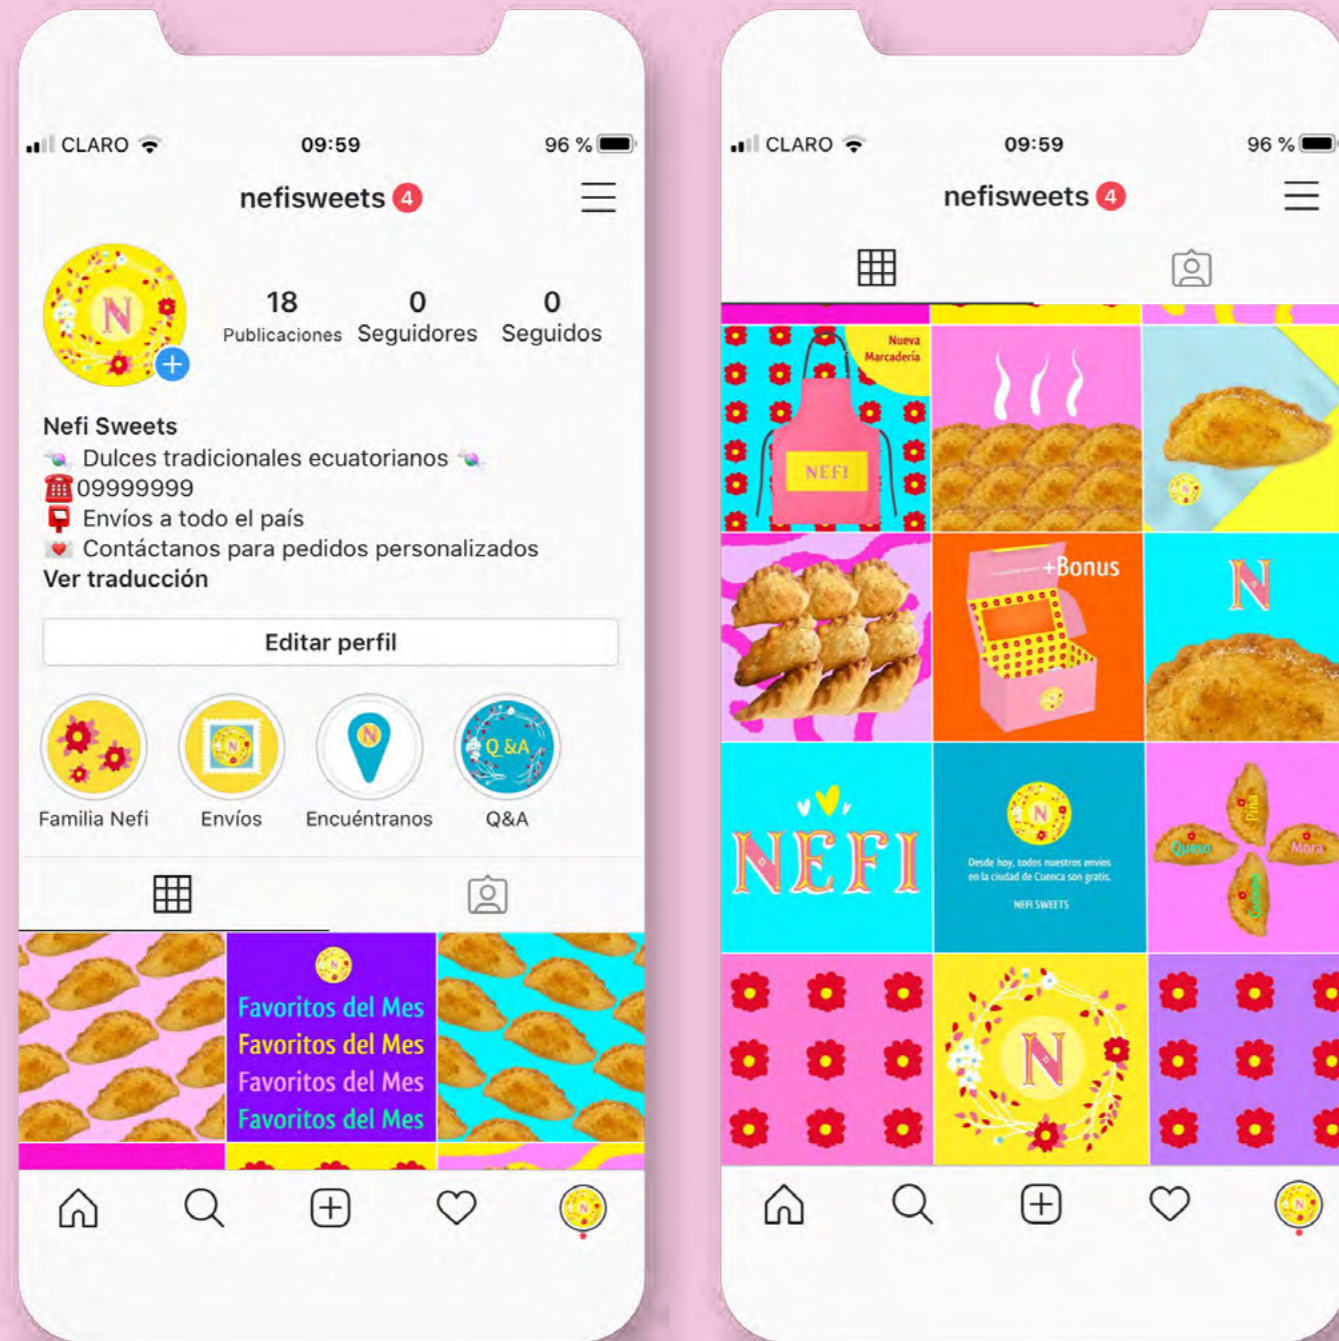 CLARO 09:59 96 %
nefisweets 4
N
18 0 0
Publicaciones Seguidores Seguidos
Nefi Sweets
Dulces tradicionales ecuatorianos
09999999
Envíos a todo el país
Contáctanos para pedidos personalizados
Ver traducción
Editar perfil
N
N
Q &A
Familia Nefi Envíos Encuéntranos Q&A
N
Favoritos del Mes
Favoritos del Mes
Favoritos del Mes
Favoritos del Mes
N
CLARO 09:59 96 %
nefisweets 4
Nueva
Marcadería
NEFI
+Bonus
N
NEFI
N
Desde hoy, todos nuestros envíos
en la ciudad de Cuenca son gratis.
NEFI SWEETS
Piña
Queso
Mora
N
N